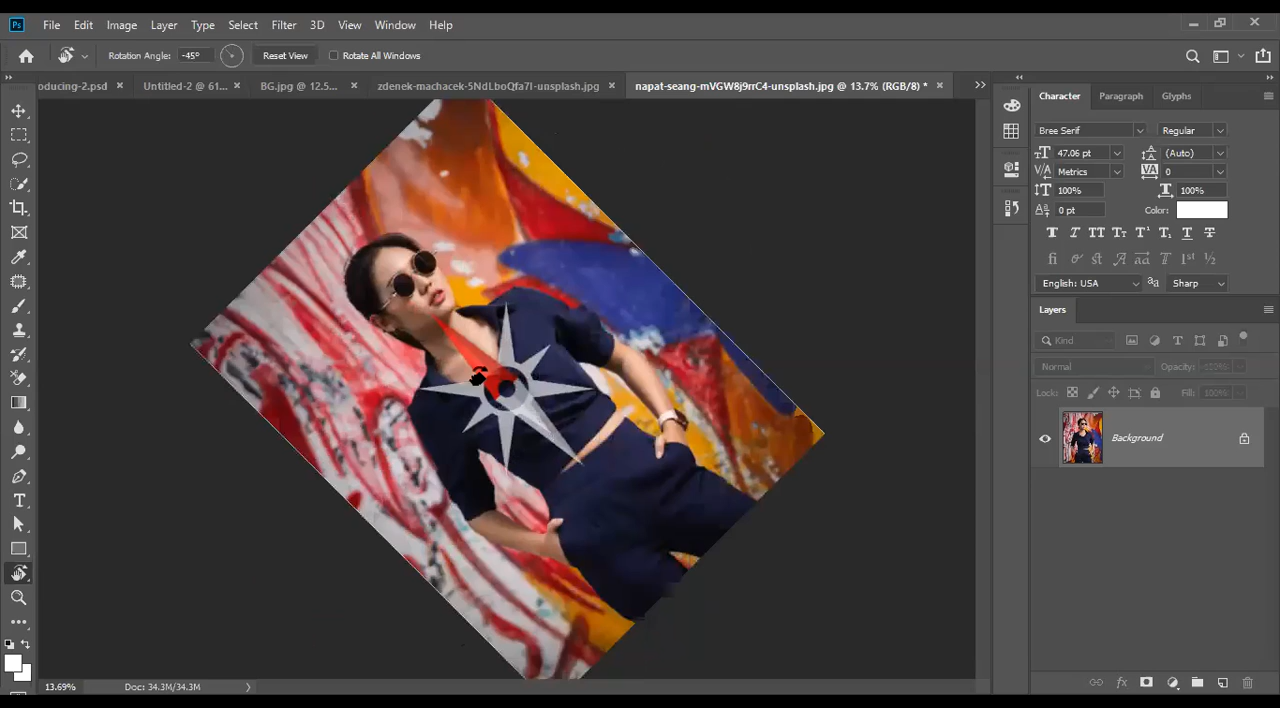 Ps File Edit Image Layer Type Select Filter 3D View Window Help
Rotation Angle: -45° Reset View Rotate All Windows
oducing-2.psd × Untitled-2 @ 61... × BG.jpg @ 12.5... × zdenek-machacek-5NdLboQfa7I-unsplash.jpg × napat-seang-mVGW8j9rrC4-unsplash.jpg @ 13.7% (RGB/8) * ×
Character Paragraph Glyphs
Bree Serif Regular
47.06 pt (Auto)
Metrics 0
100% 100%
0 pt Color:
English: USA aa Sharp
Layers
Kind
Normal Opacity: 100%
Lock: Fill: 100%
Background
13.69% Doc: 34.3M/34.3M